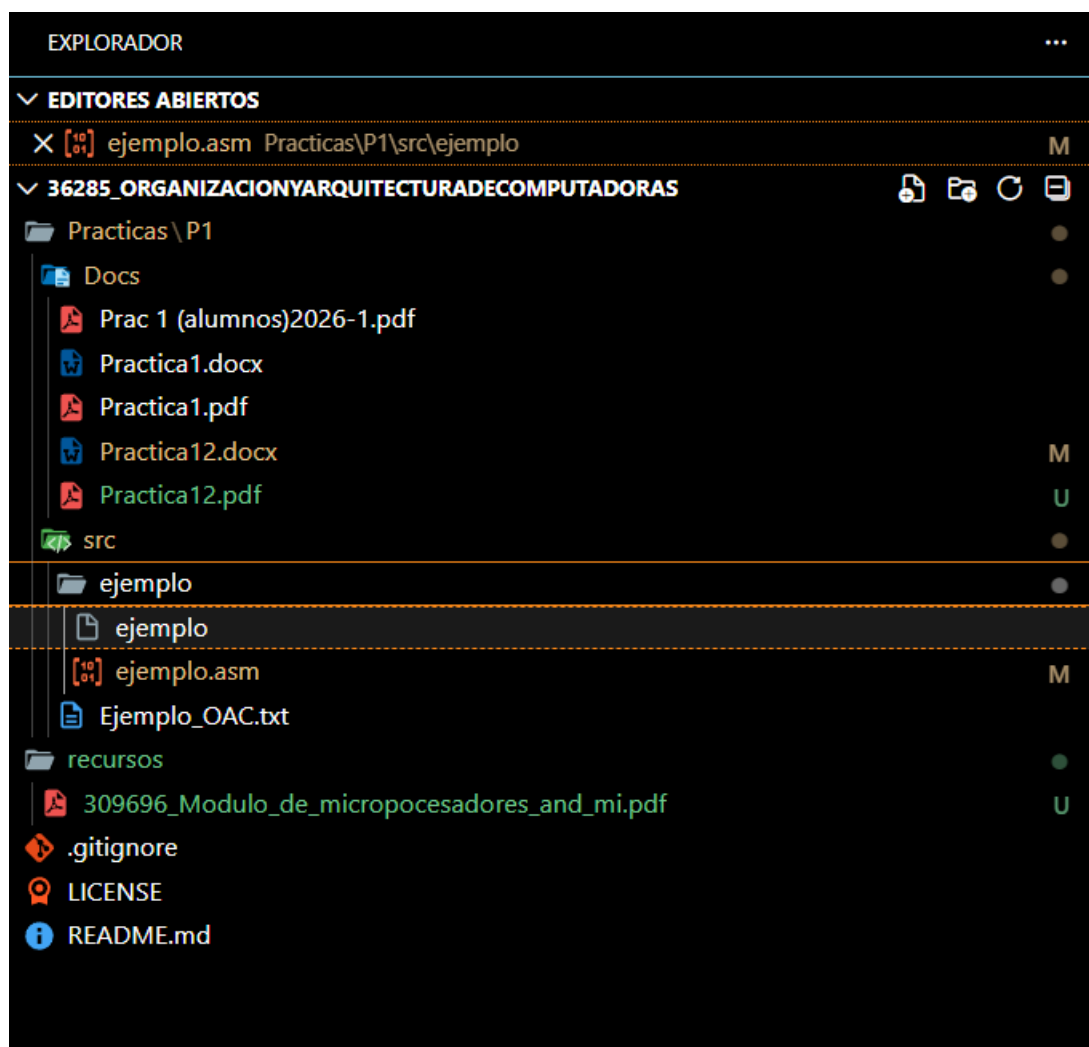 EXPLORADOR
EDITORES ABIERTOS
ejemplo.asm Practicas\P1\src\ejemplo M
36285_ORGANIZACIONYARQUITECTURADECOMPUTADORAS
Practicas\P1
Docs
Prac 1 (alumnos)2026-1.pdf
Practica1.docx
Practica1.pdf
Practica12.docx M
Practica12.pdf U
src
ejemplo
ejemplo
ejemplo.asm M
Ejemplo_OAC.txt
recursos
309696_Modulo_de_micropocesadores_and_mi.pdf U
.gitignore
LICENSE
README.md